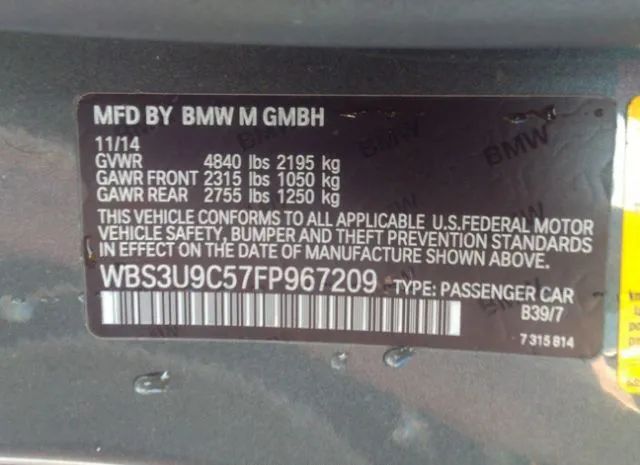 MFD BY BMW M GMBH
11/14
GVWR 4840 lbs 2195 kg
GAWR FRONT 2315 lbs 1050 kg
GAWR REAR 2755 lbs 1250 kg
THIS VEHICLE CONFORMS TO ALL APPLICABLE U.S.FEDERAL MOTOR
VEHICLE SAFETY, BUMPER, AND THEFT PREVENTION STANDARDS
IN EFFECT ON THE DATE OF MANUFACTURE SHOWN ABOVE.
WBS3U9C57FP967209 TYPE: PASSENGER CAR
B39/7
7 315 814